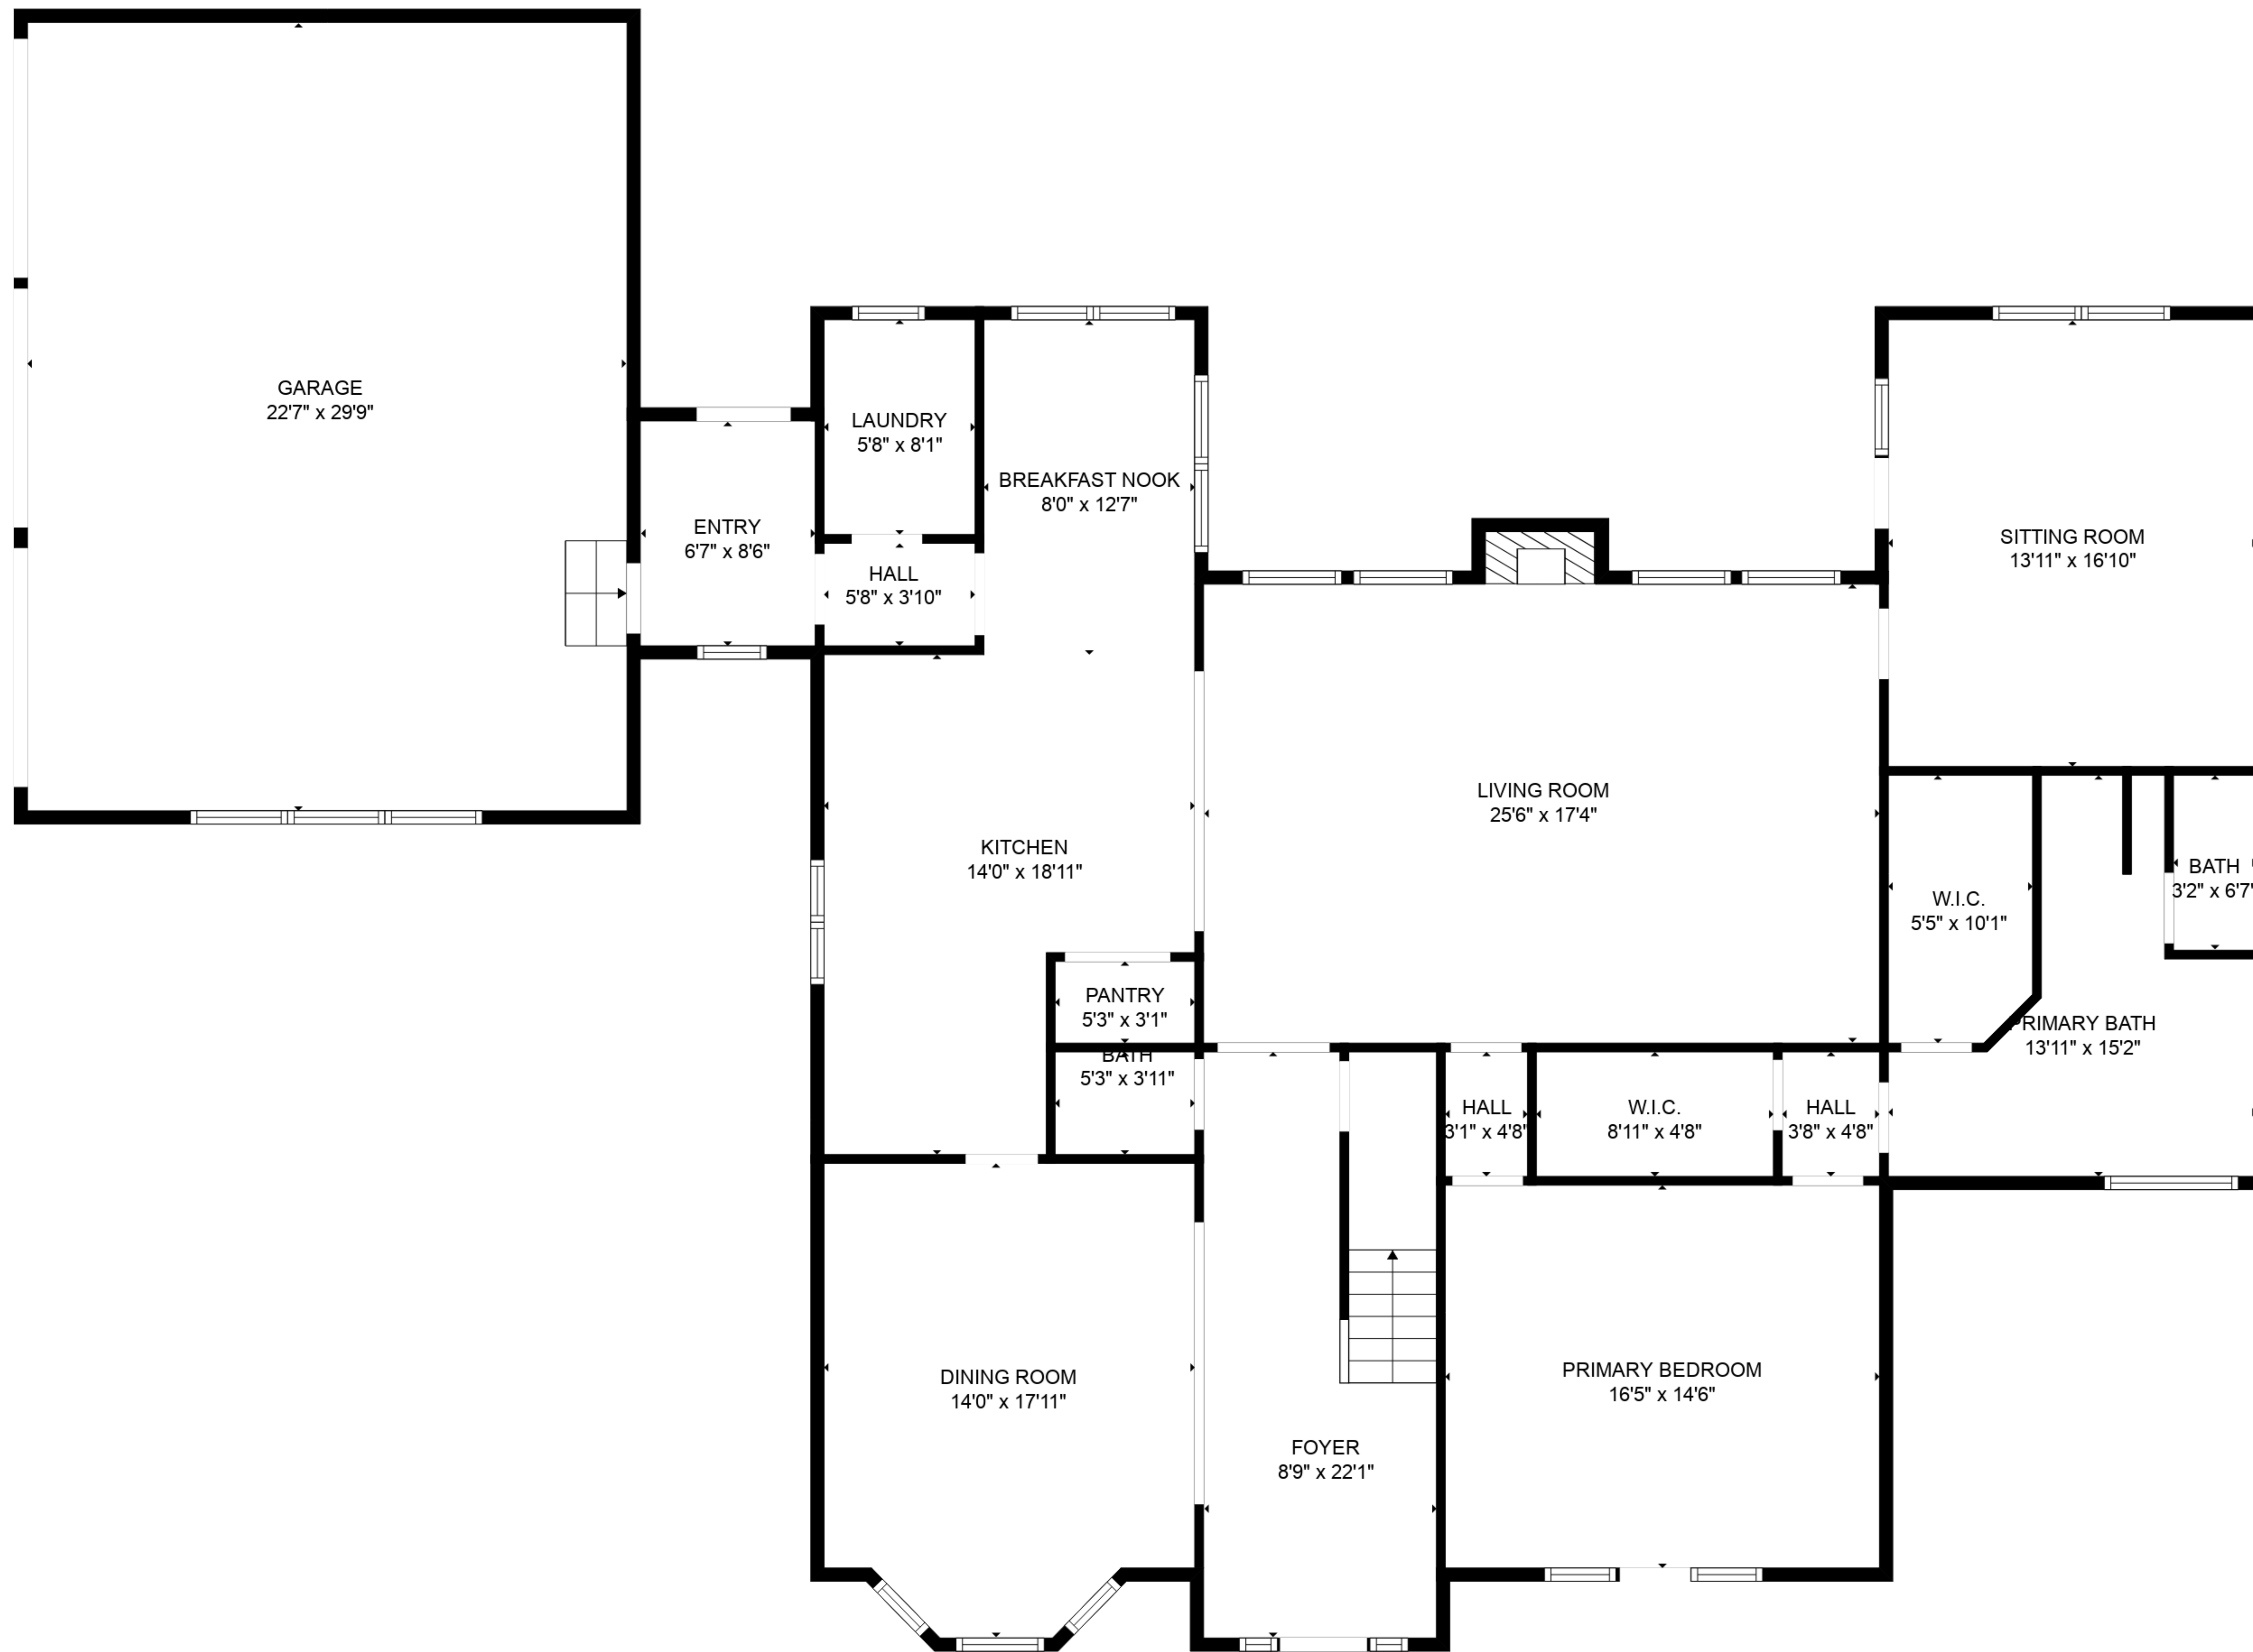 GARAGE
22'7" x 29'9"
LAUNDRY
5'8" x 8'1"
BREAKFAST NOOK
8'0" x 12'7"
ENTRY
6'7" x 8'6"
HALL
5'8" x 3'10"
SITTING ROOM
13'11" x 16'10"
LIVING ROOM
25'6" x 17'4"
KITCHEN
14'0" x 18'11"
BATH
3'2" x 6'7"
W.I.C.
5'5" x 10'1"
PANTRY
5'3" x 3'1"
PRIMARY BATH
13'11" x 15'2"
BATH
5'3" x 3'11"
HALL
3'1" x 4'8"
W.I.C.
8'11" x 4'8"
HALL
3'8" x 4'8"
DINING ROOM
14'0" x 17'11"
PRIMARY BEDROOM
16'5" x 14'6"
FOYER
8'9" x 22'1"